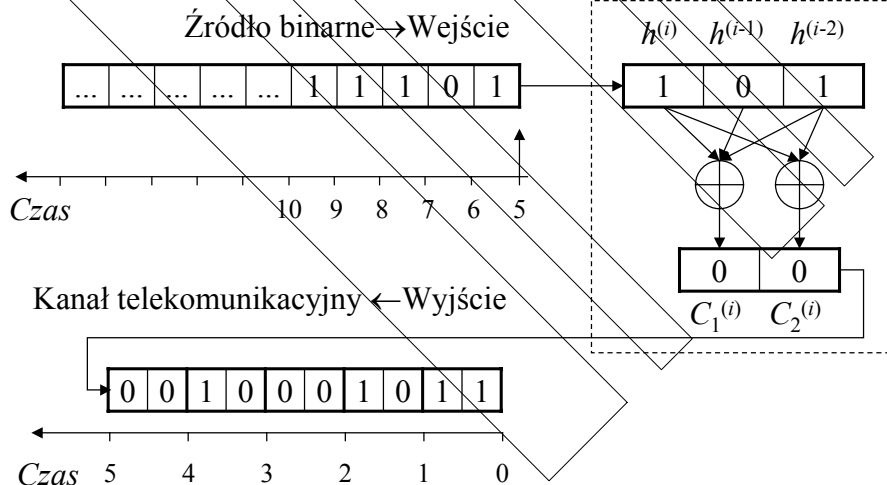 Źródło binarne→Wejście
h(i) h(i-1) h(i-2)
... ... ... ... ... 1 1 1 0 1
1 0 1
Czas 10 9 8 7 6 5
0 0
C1(i) C2(i)
Kanał telekomunikacyjny ←Wyjście
0 0 1 0 0 0 1 0 1 1
Czas 5 4 3 2 1 0